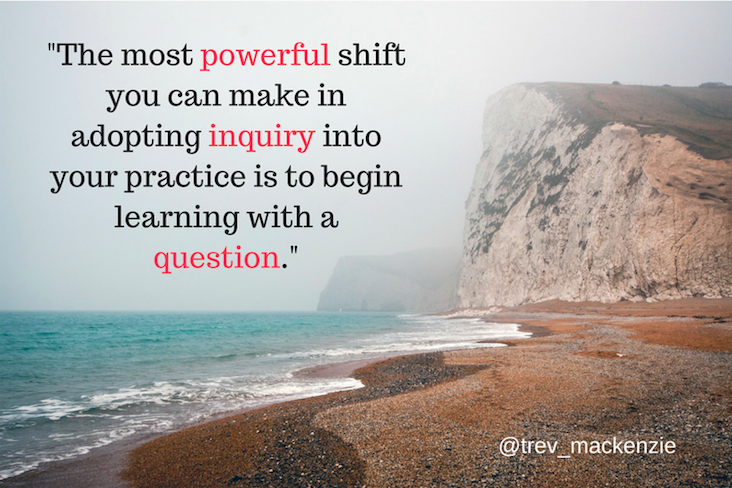 "The most powerful shift
you can make in
adopting inquiry into
your practice is to begin
learning with a
question."
@trev_mackenzie